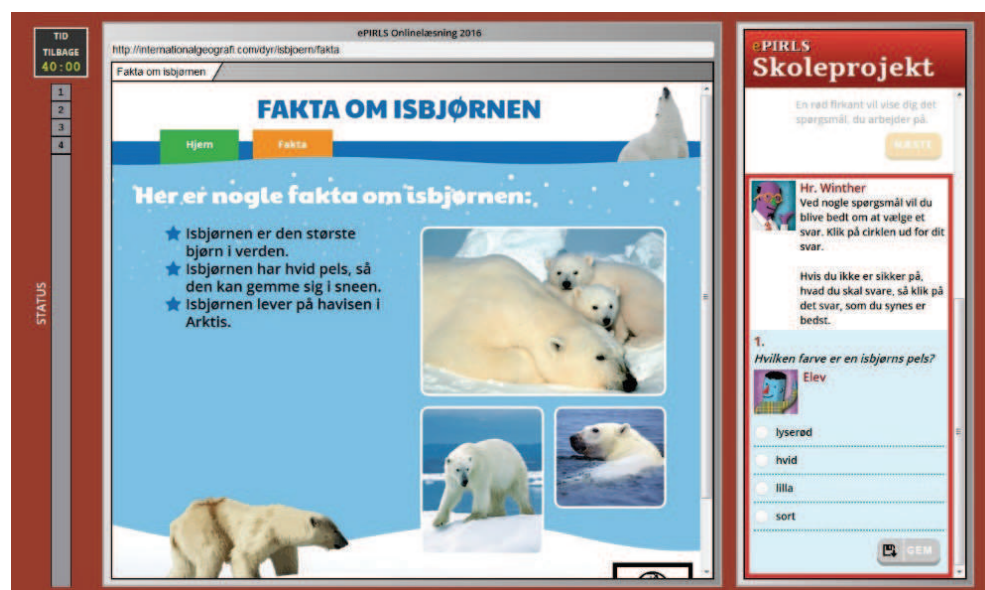 TID
TILBAGE
40:00
1
2
3
4
STATUS
ePIRLS Onlinelæsning 2016
http://internationalgeografi.com/dyr/isbjoern/fakta
Fakta om isbjørnen
FAKTA OM ISBJØRNEN
Hjem
Fakta
Her er nogle fakta om isbjørnen:
Isbjørnen er den største
bjørn i verden.
Isbjørnen har hvid pels, så
den kan gemme sig i sneen.
Isbjørnen lever på havisen i
Arktis.
ePIRLS
Skoleprojekt
En rød firkant vil vise dig det
spørgsmål, du arbejder på.
NÆSTE
Hr. Winther
Ved nogle spørgsmål vil du
blive bedt om at vælge et
svar. Klik på cirklen ud for dit
svar.
Hvis du ikke er sikker på,
hvad du skal svare, så klik på
det svar, som du synes er
bedst.
1.
Hvilken farve er en isbjørns pels?
Elev
lyserød
hvid
lilla
sort
GEM